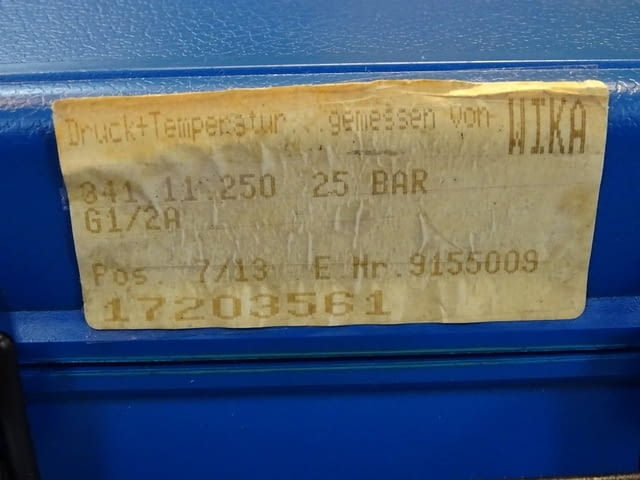 Druck+Temperatur...gemessen von WIKA
341.11.250 25 BAR
G1/2A
Pos. 7/13 E Nr.9155009
17203561